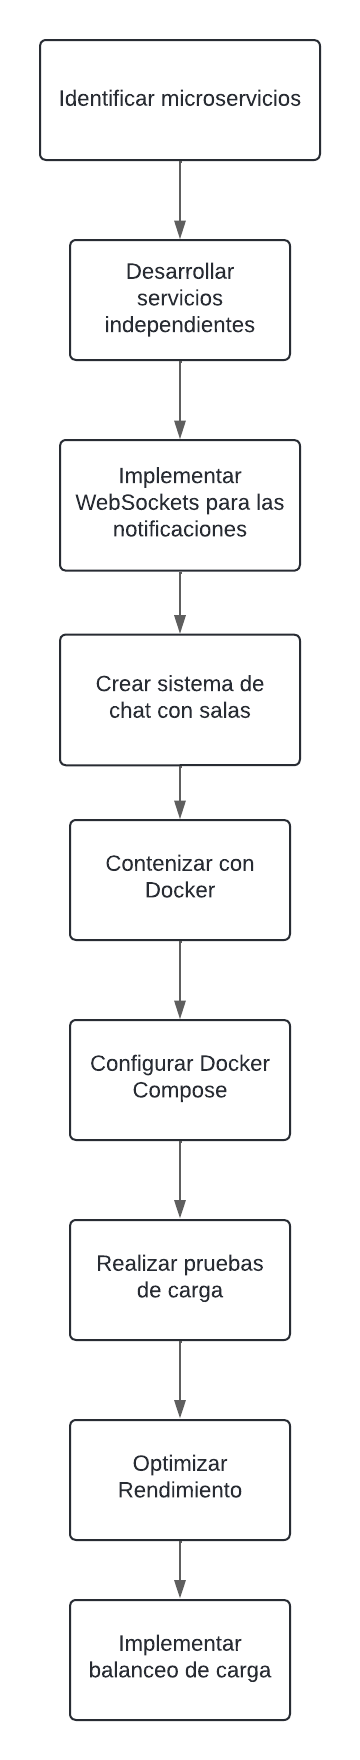 Identificar microservicios
Desarrollar
servicios
independientes
Implementar
WebSockets para las
notificaciones
Crear sistema de
chat con salas
Contenizar con
Docker
Configurar Docker
Compose
Realizar pruebas
de carga
Optimizar
Rendimiento
Implementar
balanceo de carga